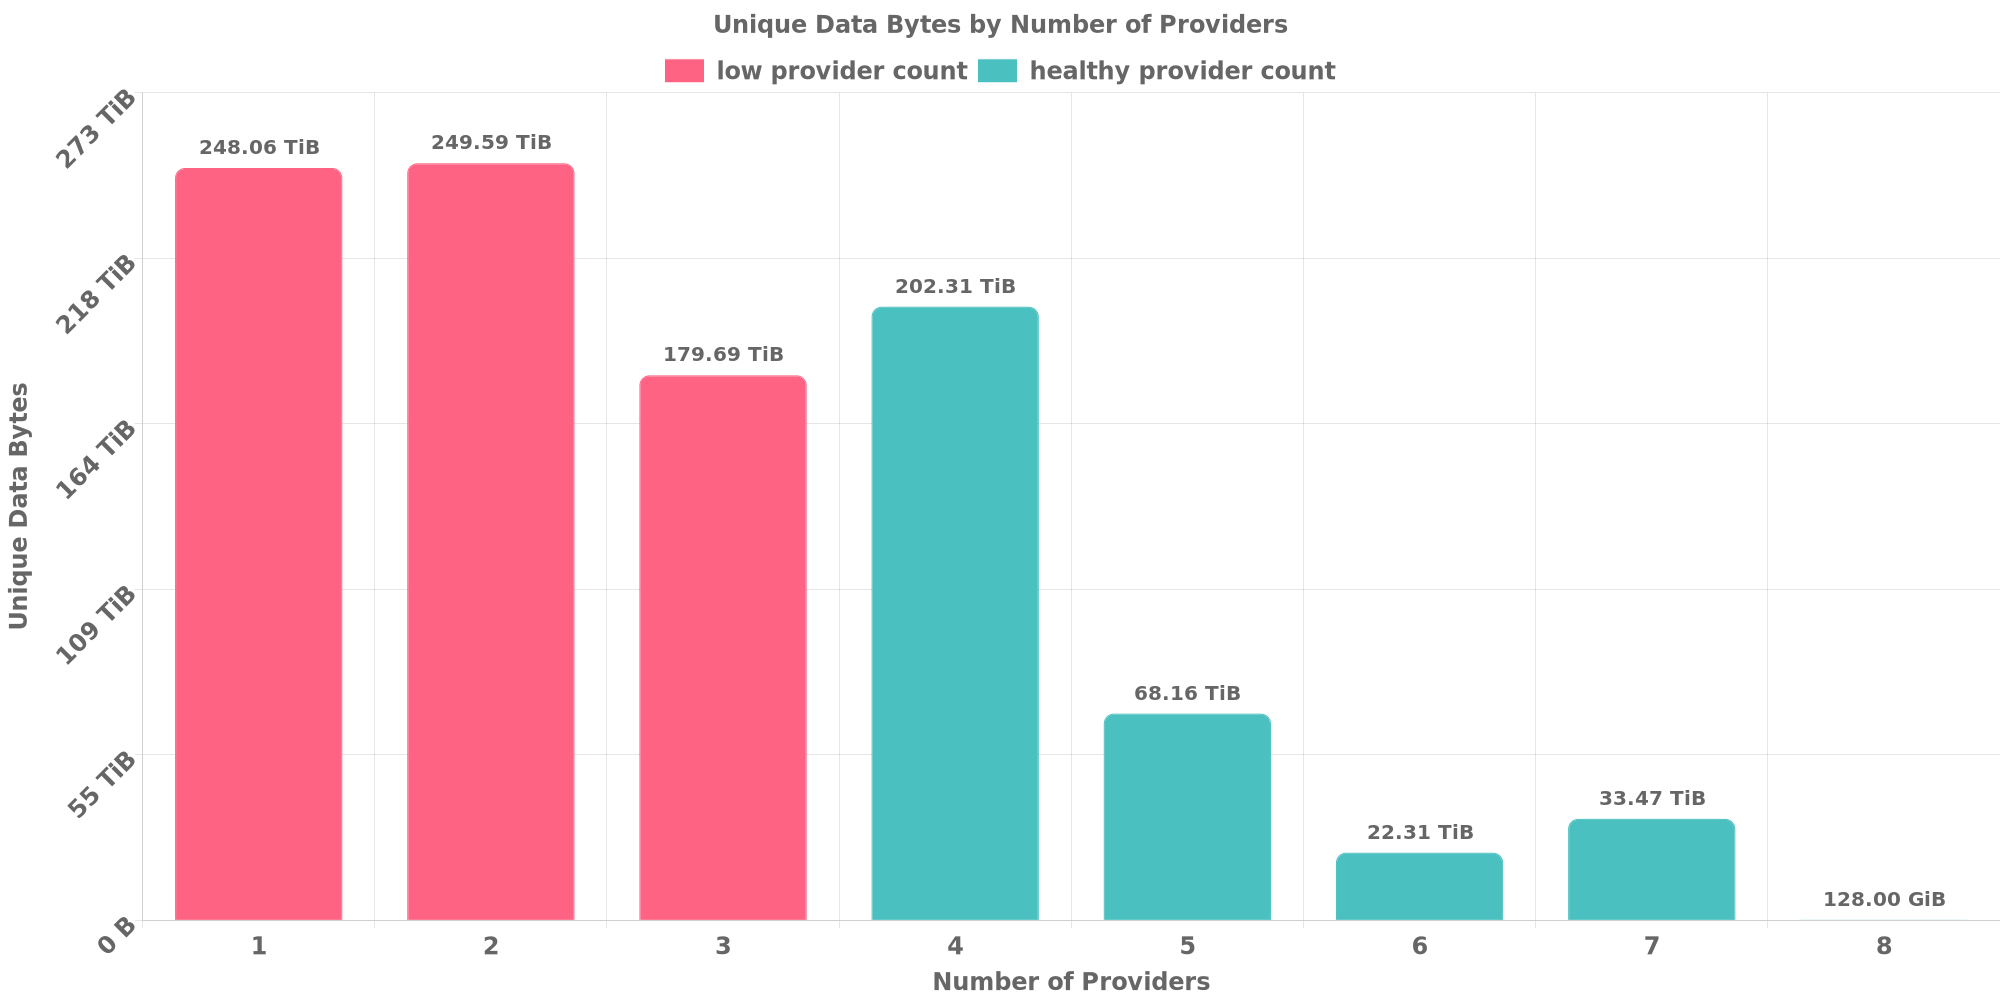 Unique Data Bytes by Number of Providers
low provider count healthy provider count
273 TiB
218 TiB
164 TiB
109 TiB
55 TiB
0 B
Unique Data Bytes
248.06 TiB
249.59 TiB
179.69 TiB
202.31 TiB
68.16 TiB
22.31 TiB
33.47 TiB
128.00 GiB
1 2 3 4 5 6 7 8
Number of Providers